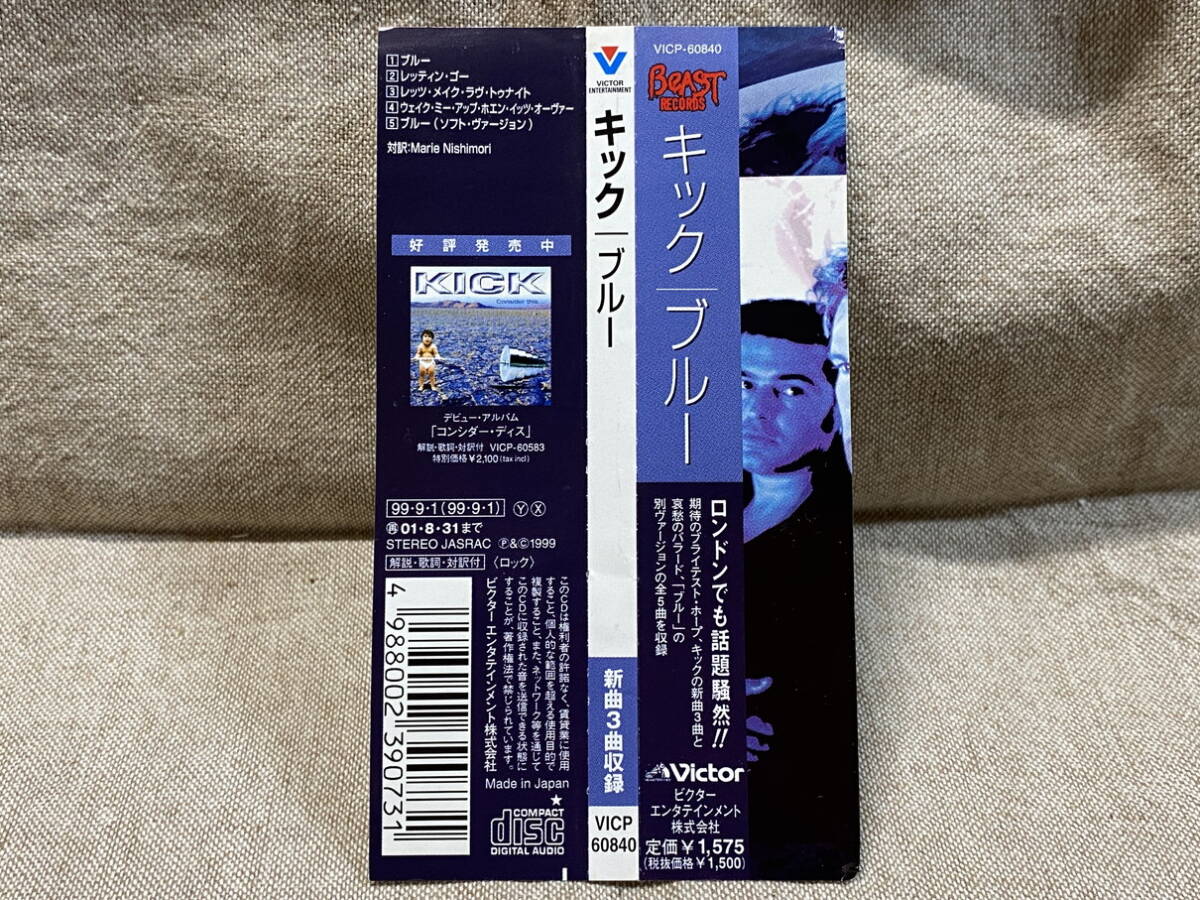 1 ブルー
2 レッティン・ゴー
3 レッツ・メイク・ラヴ・トゥナイト
4 ウェイク・ミー・アップ・ホエン・イッツ・オーヴァー
5 ブルー(ソフト・ヴァージョン)
対訳:Marie Nishimori
好評発売中
KICK
Consider this
デビュー・アルバム
「コンシダー・ディス」
解説・歌詞・対訳付 VICP-60583
特別価格¥2,100(tax incl)
99・9・1(99・9・1) Ⓨ Ⓧ
再 01・8・31まで
STEREO JASRAC Ⓟ&Ⓒ1999
解説・歌詞・対訳付 〈ロック〉
4 988002 390731
このCDは権利者の許諾なく、賃貸業に使用
すること、個人的な範囲を超える使用目的で
複製すること、また、ネットワーク等を通じて
このCDに収録された音を送信できる状態に
することが、著作権法で禁じられています。
ビクター エンタテインメント株式会社
Made in Japan
★
COMPACT
disc
DIGITAL AUDIO
VICTOR
ENTERTAINMENT
キック|ブルー
新曲3曲収録
VICP
60840
VICP-60840
BEAST
RECORDS
キック|ブルー
ロンドンでも話題騒然!!
期待のブライテスト・ホープ、キックの新曲3曲と
哀愁のバラード、「ブルー」の
別ヴァージョンの全5曲を収録
Victor
ビクター
エンタテインメント
株式会社
定価¥1,575
(税抜価格¥1,500)